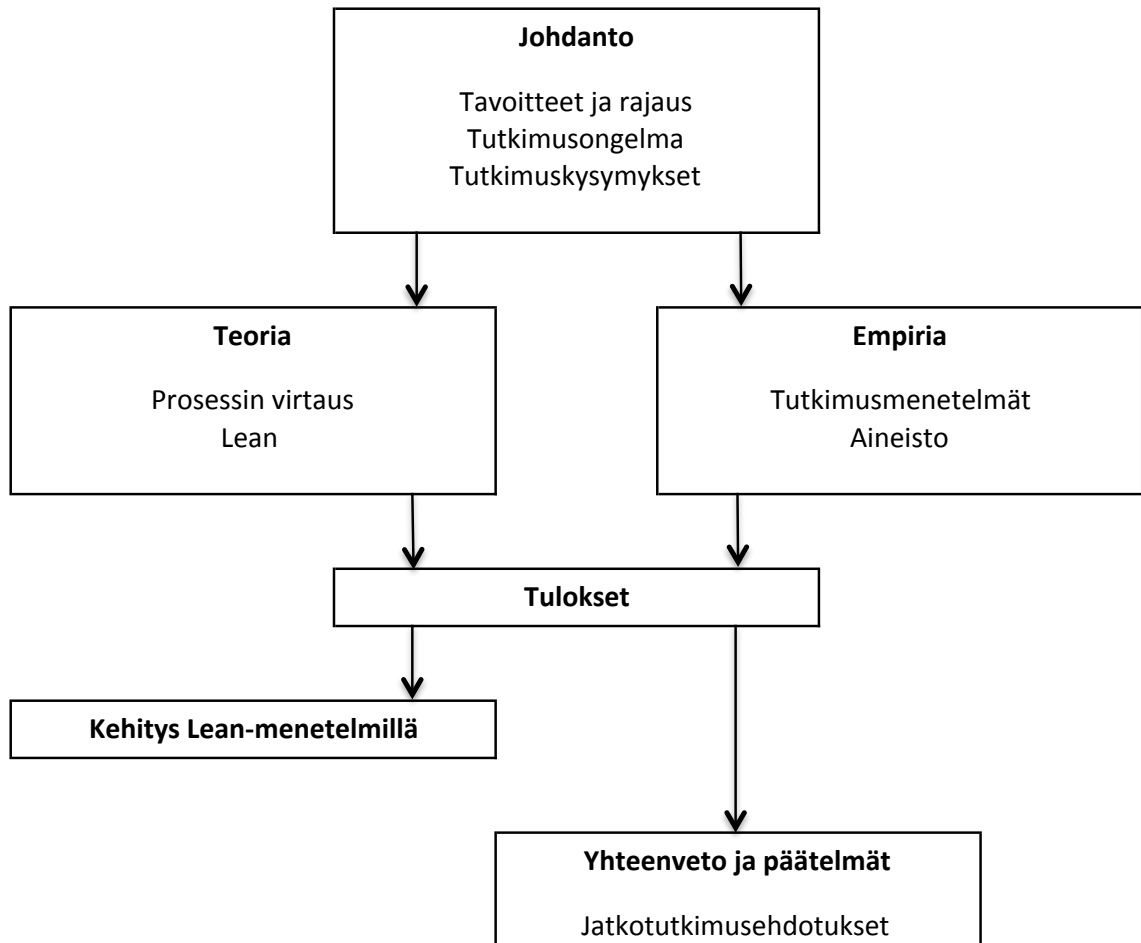 Johdanto
Tavoitteet ja rajaus
Tutkimusongelma
Tutkimuskysymykset
Teoria
Prosessin virtaus
Lean
Empiria
Tutkimusmenetelmät
Aineisto
Tulokset
Kehitys Lean-menetelmillä
Yhteenveto ja päätelmät
Jatkotutkimusehdotukset